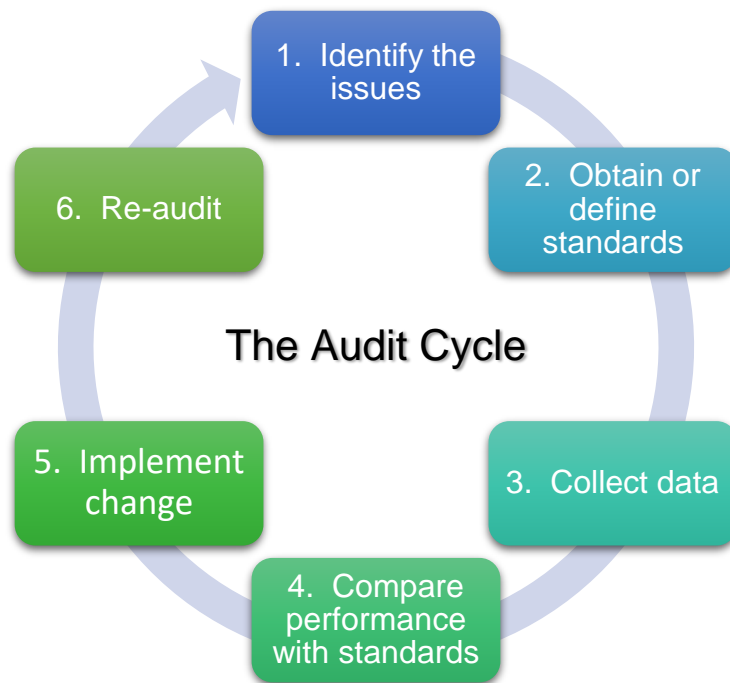 1. Identify the
issues
2. Obtain or
define
standards
3. Collect data
4. Compare
performance
with standards
5. Implement
change
6. Re-audit
The Audit Cycle